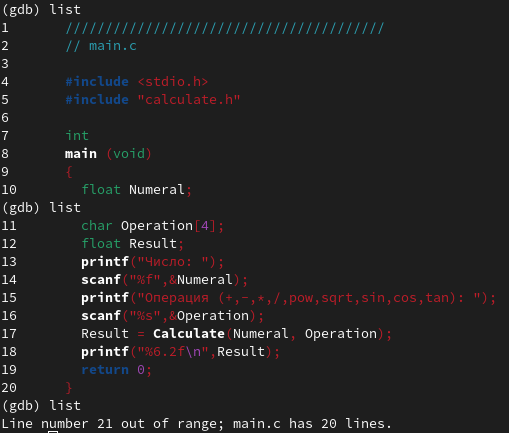 (gdb) list
1       ////////////////////////////////////////
2       // main.c
3
4       #include <stdio.h>
5       #include "calculate.h"
6
7       int
8       main (void)
9       {
10        float Numeral;
(gdb) list
11        char Operation[4];
12        float Result;
13        printf("Число: ");
14        scanf("%f",&Numeral);
15        printf("Операция (+,-,*,/,pow,sqrt,sin,cos,tan): ");
16        scanf("%s",&Operation);
17        Result = Calculate(Numeral, Operation);
18        printf("%6.2f\n",Result);
19        return 0;
20      }
(gdb) list
Line number 21 out of range; main.c has 20 lines.